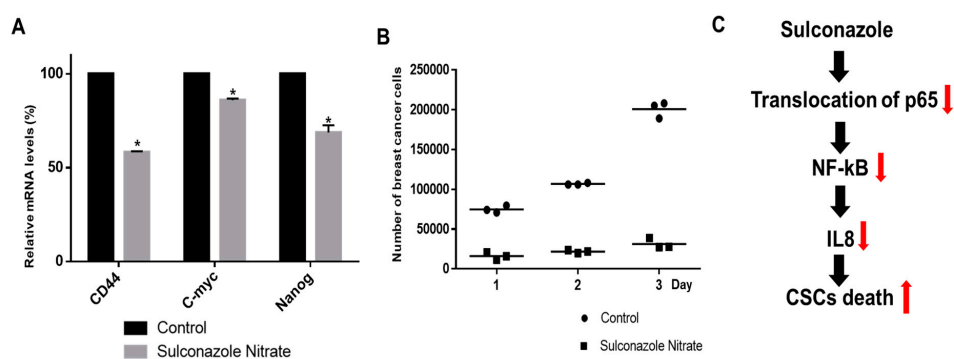 A
Relative mRNA levels (%)
100
50
0
*
*
*
CD44
C-myc
Nanog
Control
Sulconazole Nitrate
B
Number of breast cancer cells
250000
200000
150000
100000
50000
0
1
2
3 Day
Control
Sulconazole Nitrate
C
Sulconazole
Translocation of p65
NF-kB
IL8
CSCs death